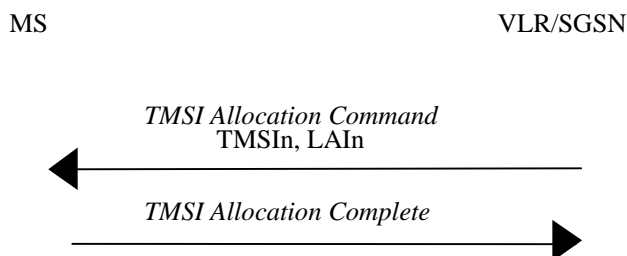 MS VLR/SGSN
TMSI Allocation Command
TMSIn, LAIn
TMSI Allocation Complete